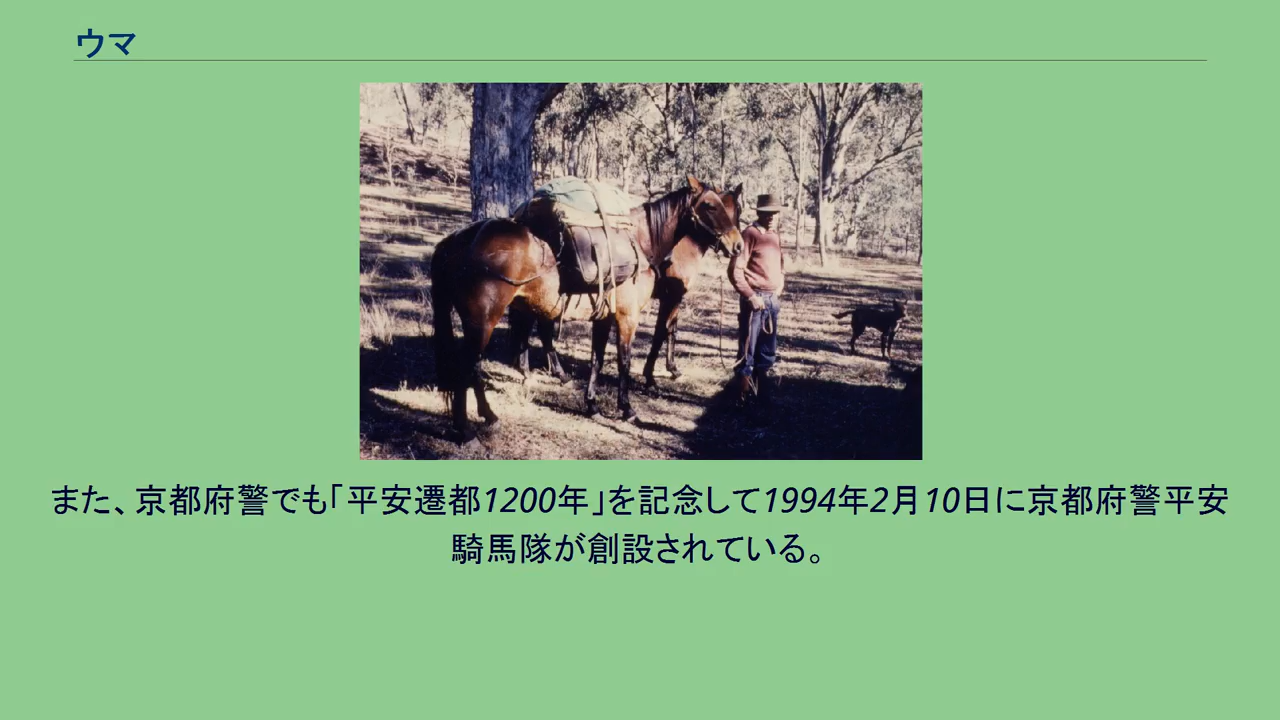 ウマ
また、京都府警でも「平安遷都1200年」を記念して1994年2月10日に京都府警平安
騎馬隊が創設されている。